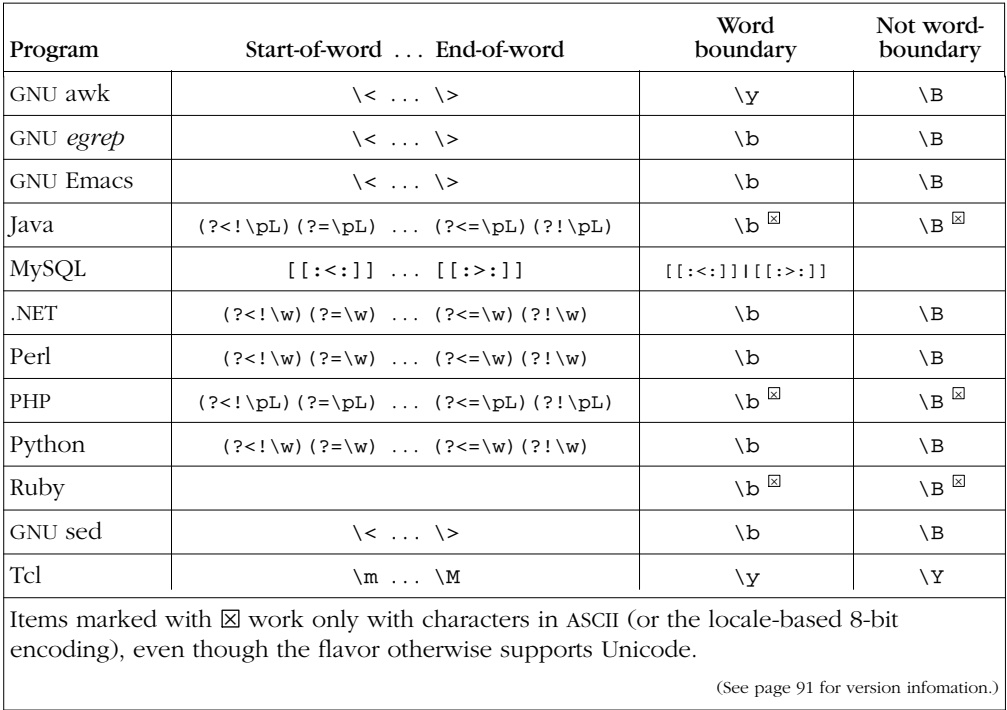 Program Start-of-word ... End-of-word Word boundary Not word-boundary
GNU awk \< ... \> \y \B
GNU egrep \< ... \> \b \B
GNU Emacs \< ... \> \b \B
Java (?<!\pL)(?=\pL) ... (?<=\pL)(?!\pL) \b ☒ \B ☒
MySQL [[:<:]] ... [[:>:]] [[:<:]]|[[:>:]]
.NET (?<!\w)(?=\w) ... (?<=\w)(?!\w) \b \B
Perl (?<!\w)(?=\w) ... (?<=\w)(?!\w) \b \B
PHP (?<!\pL)(?=\pL) ... (?<=\pL)(?!\pL) \b ☒ \B ☒
Python (?<!\w)(?=\w) ... (?<=\w)(?!\w) \b \B
Ruby \b ☒ \B ☒
GNU sed \< ... \> \b \B
Tcl \m ... \M \y \Y
Items marked with ☒ work only with characters in ASCII (or the locale-based 8-bit
encoding), even though the flavor otherwise supports Unicode.
(See page 91 for version infomation.)